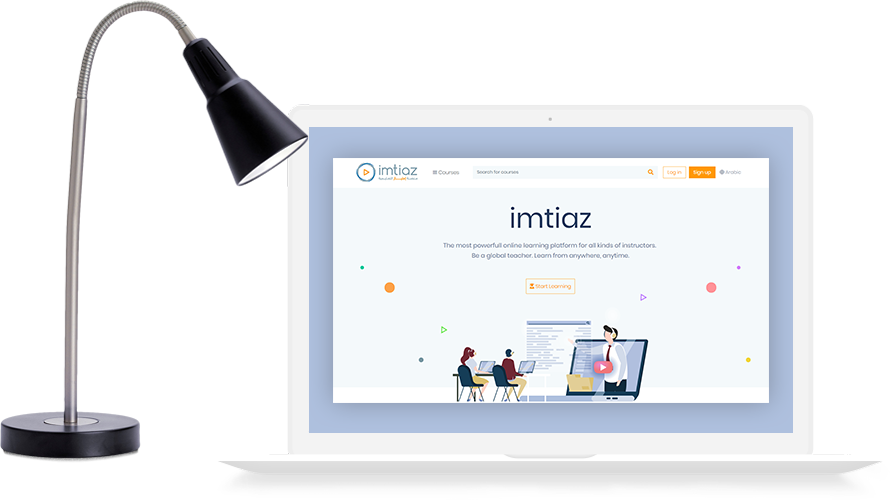 imtiaz
Courses
Search for courses
Log in
Sign up
Arabic
imtiaz
The most powerfull online learning platform for all kinds of instructors.
Be a global teacher. Learn from anywhere, anytime.
Start Learning